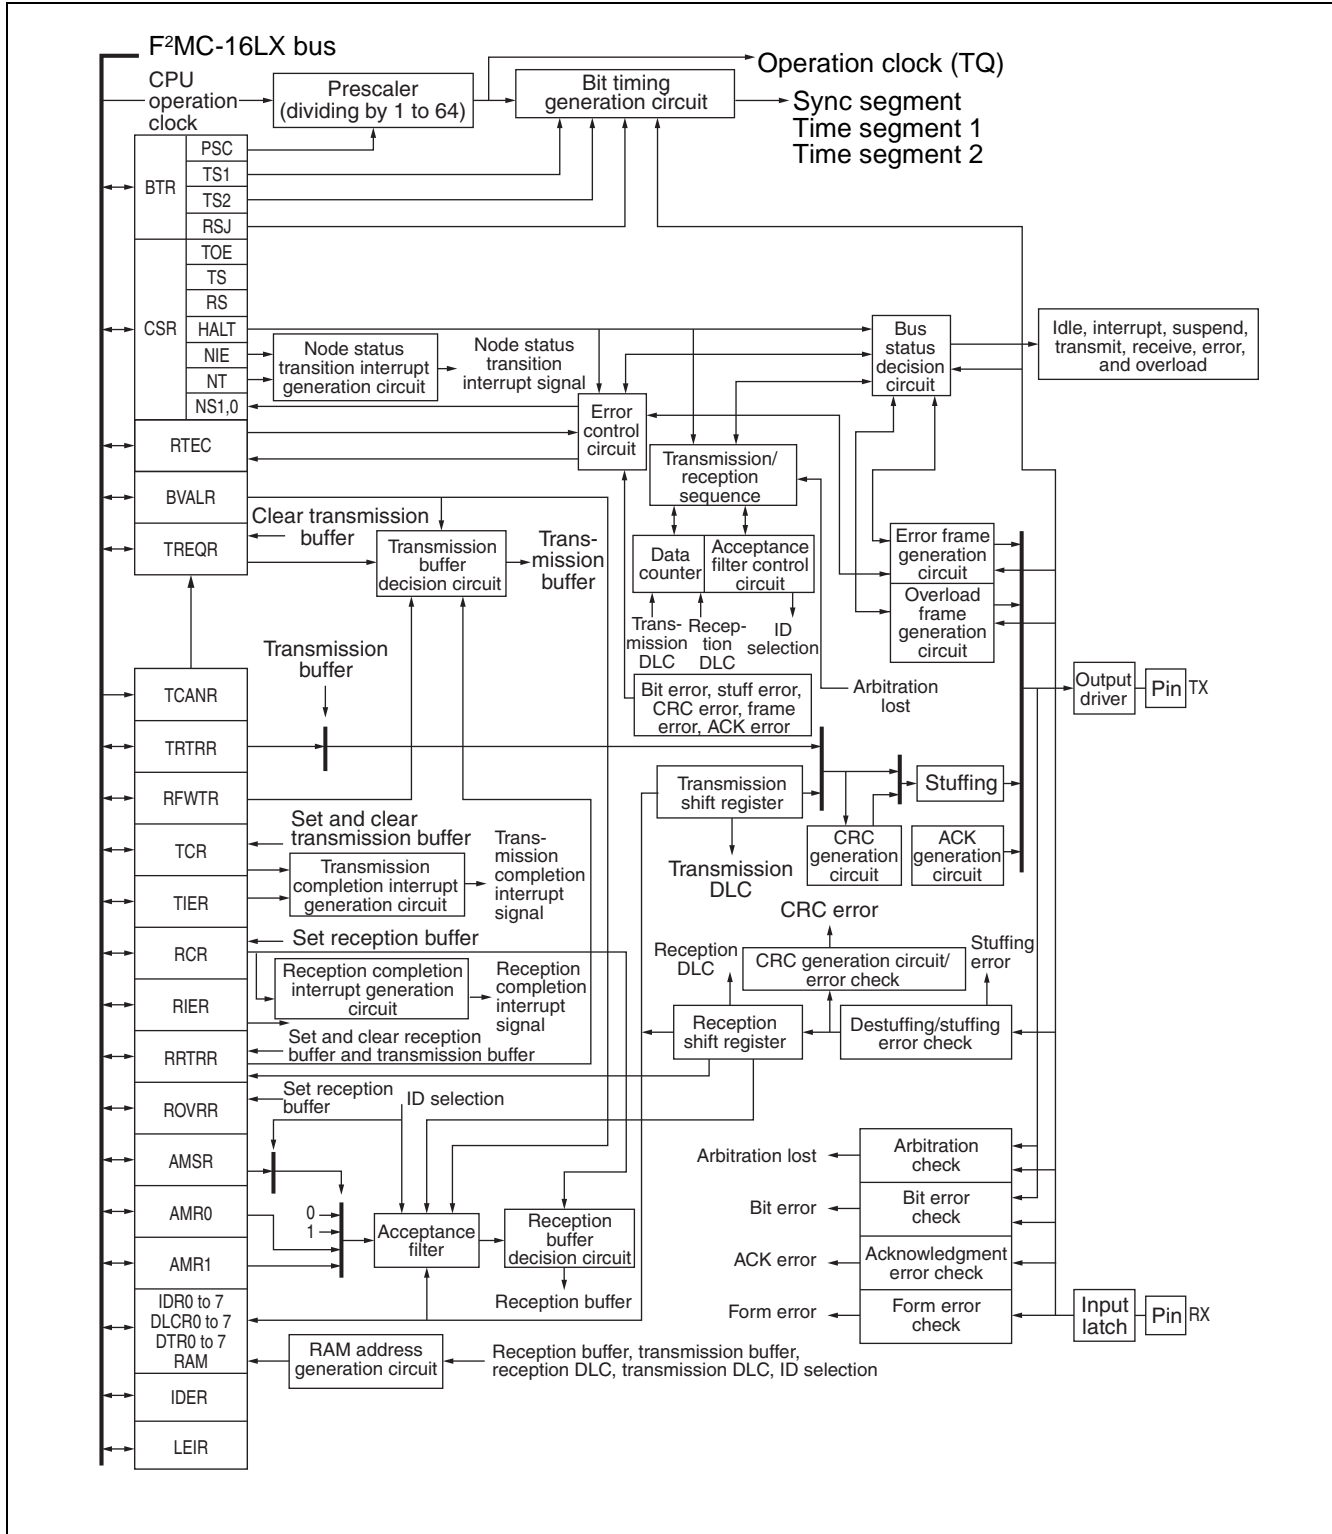 F²MC-16LX bus
CPU
operation
clock
Prescaler
(dividing by 1 to 64)
Bit timing
generation circuit
Operation clock (TQ)
Sync segment
Time segment 1
Time segment 2
BTR
PSC
TS1
TS2
RSJ
CSR
TOE
TS
RS
HALT
NIE
NT
NS1,0
Node status
transition interrupt
generation circuit
Node status
transition
interrupt signal
Bus
status
decision
circuit
Idle, interrupt, suspend,
transmit, receive, error,
and overload
Error
control
circuit
RTEC
Transmission/
reception
sequence
BVALR
TREQR
Clear transmission
buffer
Transmission
buffer
decision circuit
Trans-
mission
buffer
Data
counter
Acceptance
filter control
circuit
Error frame
generation
circuit
Overload
frame
generation
circuit
Trans-
mission
DLC
Recep-
tion
DLC
ID
selection
Transmission
buffer
Bit error, stuff error,
CRC error, frame
error, ACK error
Arbitration
lost
Output
driver
Pin
TX
TCANR
TRTRR
RFWTR
TCR
TIER
RCR
RIER
RRTRR
ROVRR
AMSR
AMR0
AMR1
IDR0 to 7
DLCR0 to 7
DTR0 to 7
RAM
IDER
LEIR
Transmission
shift register
Stuffing
Transmission
DLC
CRC
generation
circuit
ACK
generation
circuit
Set and clear
transmission buffer
Transmission
completion interrupt
generation circuit
Trans-
mission
completion
interrupt
signal
CRC error
Set reception buffer
Reception completion
interrupt generation
circuit
Reception
completion
interrupt
signal
Reception
DLC
CRC generation circuit/
error check
Stuffing
error
Reception
shift register
Destuffing/stuffing
error check
Set and clear reception
buffer and transmission buffer
Set reception
buffer
ID selection
0
1
Acceptance
filter
Reception
buffer
decision circuit
Reception buffer
Arbitration lost
Arbitration
check
Bit error
Bit error
check
ACK error
Acknowledgment
error check
Form error
Form error
check
Input
latch
Pin
RX
RAM address
generation circuit
Reception buffer, transmission buffer,
reception DLC, transmission DLC, ID selection